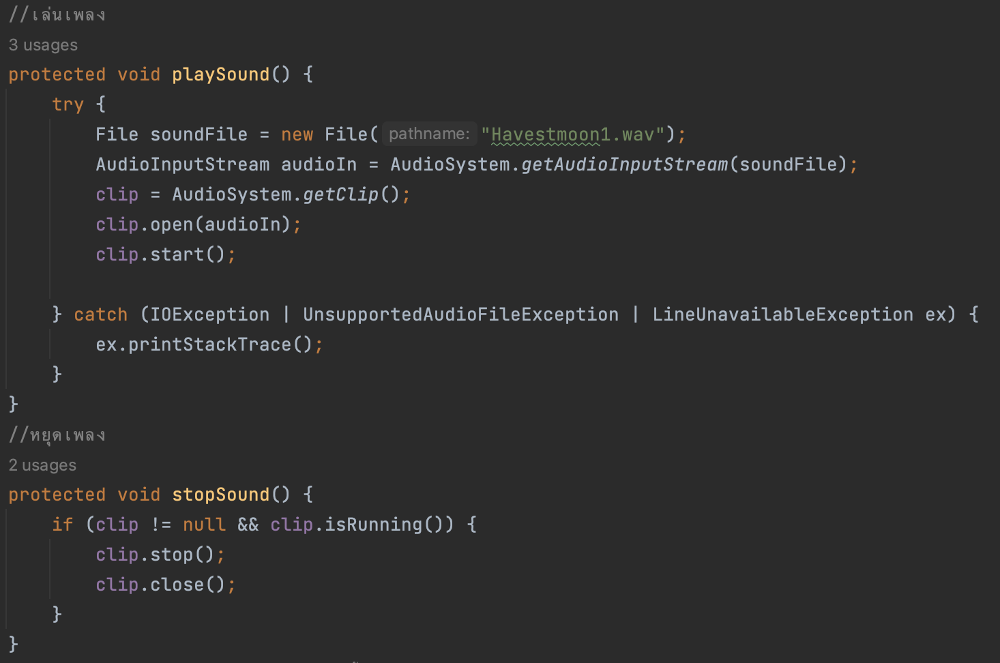 //เล่นเพลง
3 usages
protected void playSound() {
try {
File soundFile = new File( pathname: "Havestmoon1.wav");
AudioInputStream audioIn = AudioSystem.getAudioInputStream(soundFile);
clip = AudioSystem.getClip();
clip.open(audioIn);
clip.start();
} catch (IOException | UnsupportedAudioFileException | LineUnavailableException ex) {
ex.printStackTrace();
}
}
//หยุดเพลง
2 usages
protected void stopSound() {
if (clip != null && clip.isRunning()) {
clip.stop();
clip.close();
}
}